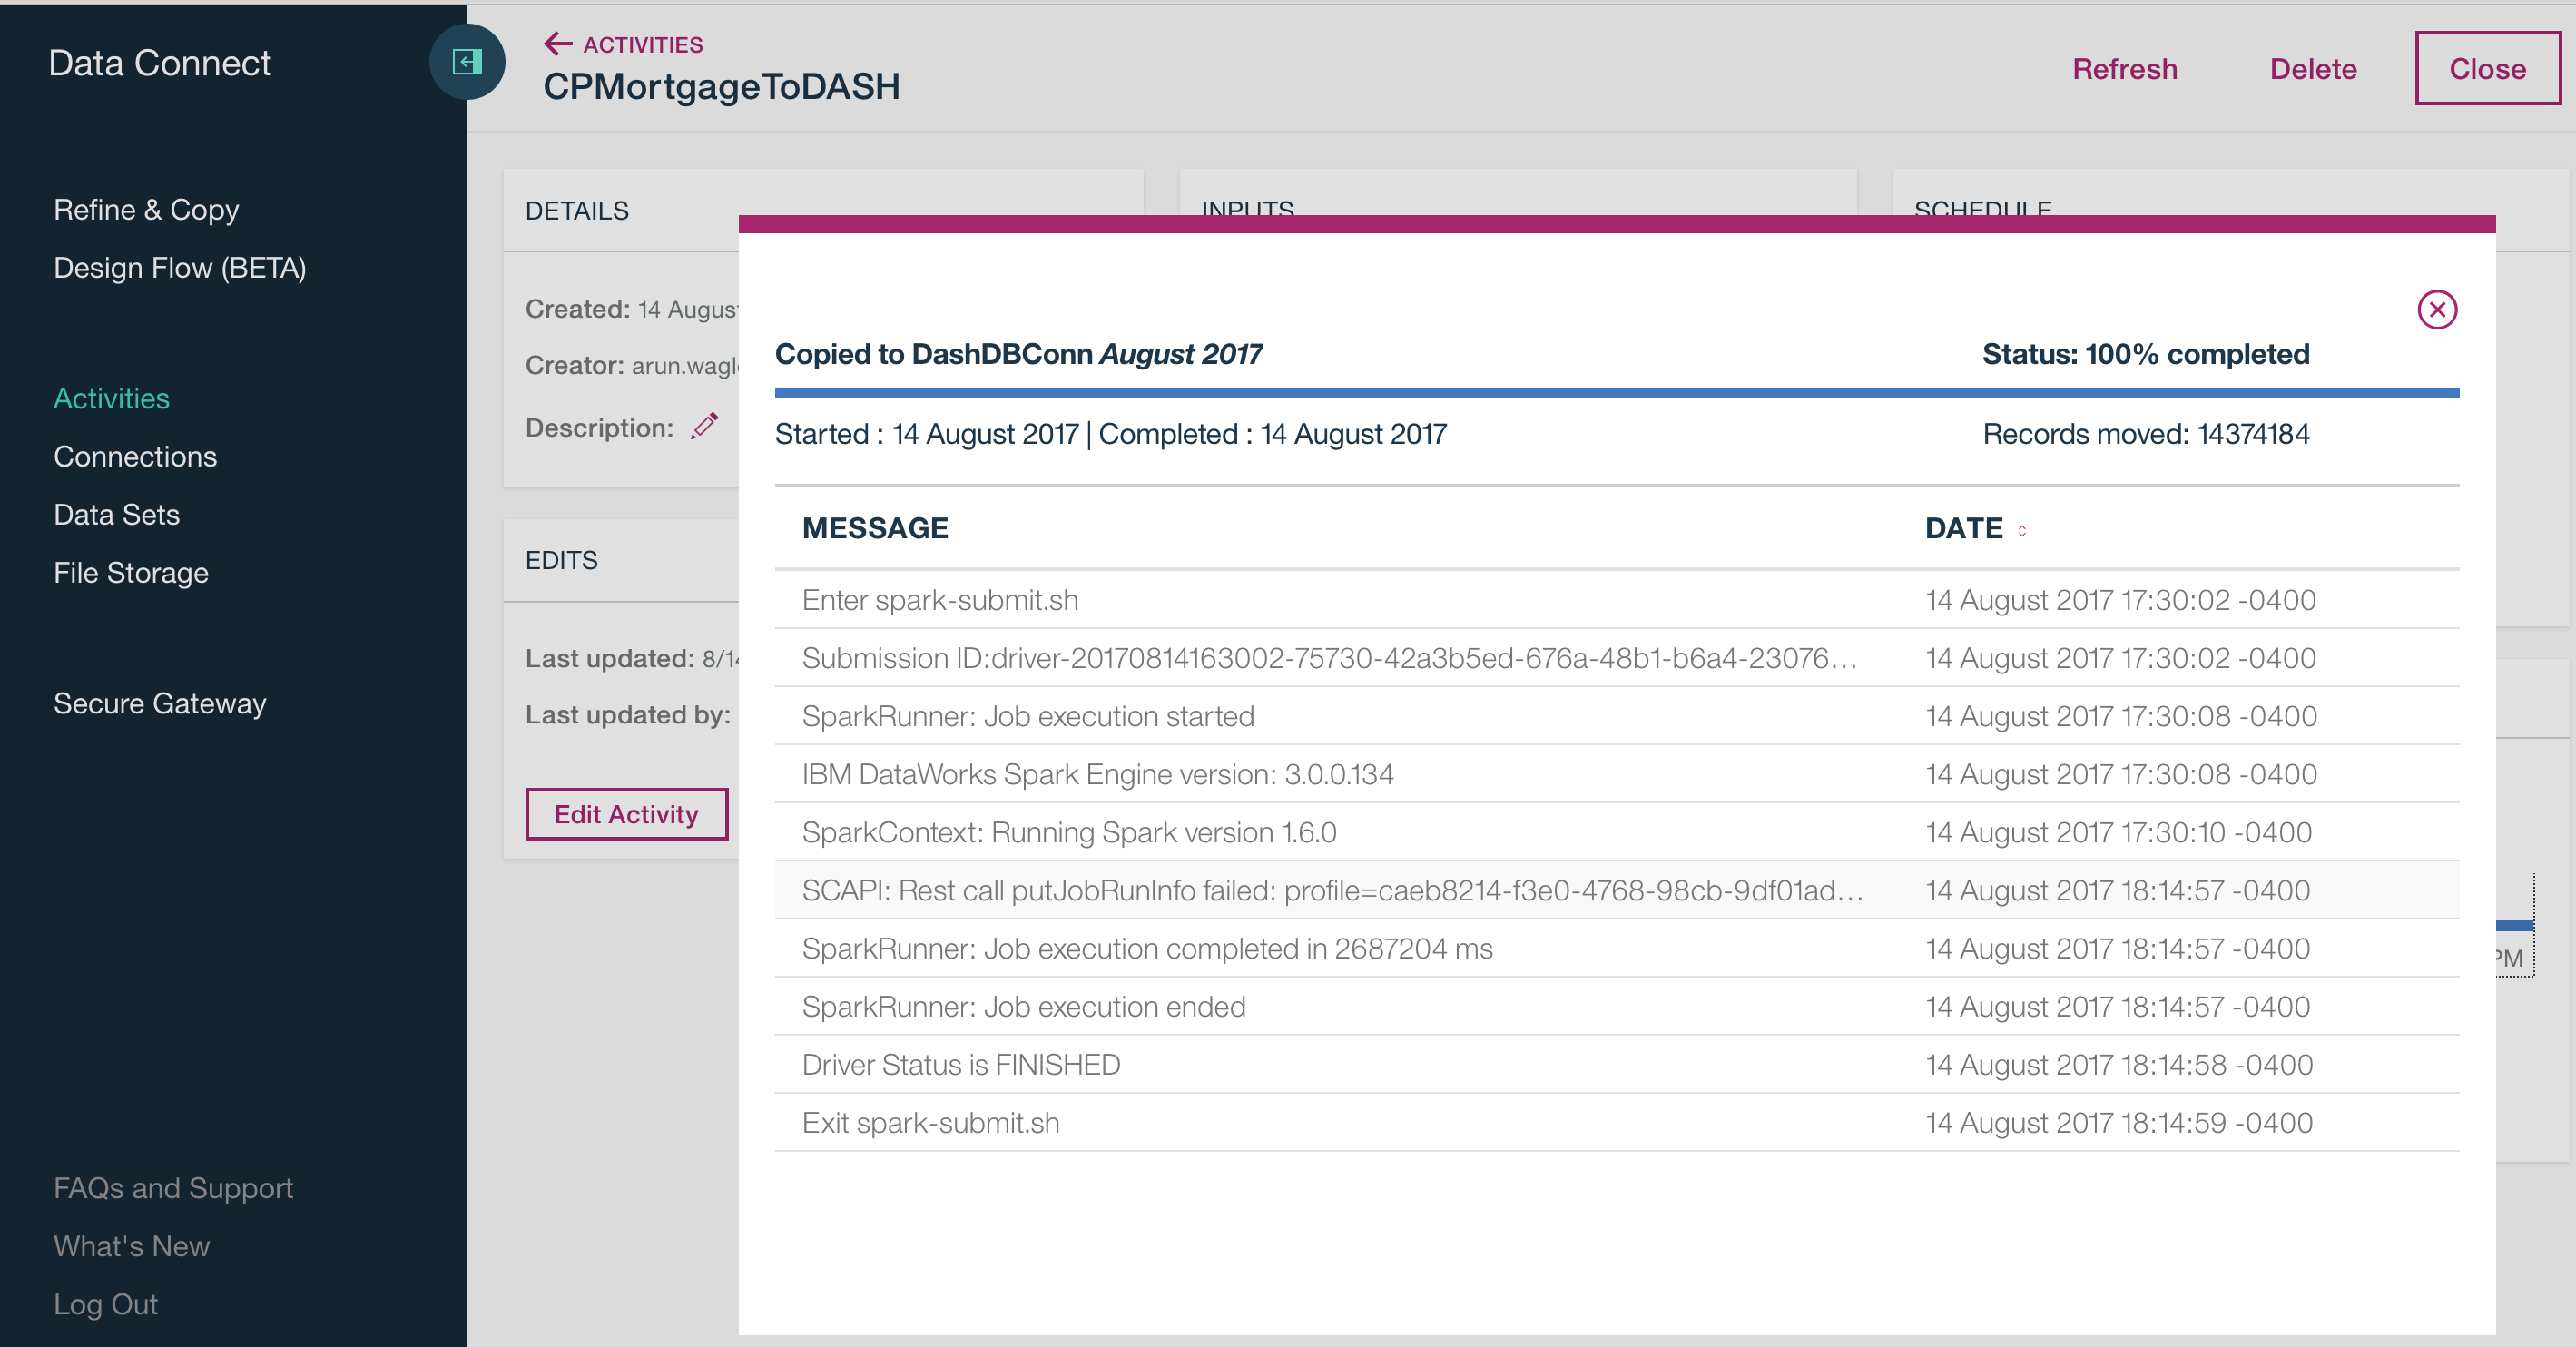 Data Connect
Refine & Copy
Design Flow (BETA)
Activities
Connections
Data Sets
File Storage
Secure Gateway
FAQs and Support
What's New
Log Out
ACTIVITIES
CPMortgageToDASH
Refresh
Delete
Close
DETAILS
Created: 14 August
Creator: arun.wagl
Description:
EDITS
Last updated: 8/14
Last updated by:
Edit Activity
INPUTS
SCHEDULE
Copied to DashDBConn August 2017
Status: 100% completed
Started : 14 August 2017 | Completed : 14 August 2017
Records moved: 14374184
MESSAGE DATE
Enter spark-submit.sh 14 August 2017 17:30:02 -0400
Submission ID:driver-20170814163002-75730-42a3b5ed-676a-48b1-b6a4-23076... 14 August 2017 17:30:02 -0400
SparkRunner: Job execution started 14 August 2017 17:30:08 -0400
IBM DataWorks Spark Engine version: 3.0.0.134 14 August 2017 17:30:08 -0400
SparkContext: Running Spark version 1.6.0 14 August 2017 17:30:10 -0400
SCAPI: Rest call putJobRunInfo failed: profile=caeb8214-f3e0-4768-98cb-9df01ad... 14 August 2017 18:14:57 -0400
SparkRunner: Job execution completed in 2687204 ms 14 August 2017 18:14:57 -0400
SparkRunner: Job execution ended 14 August 2017 18:14:57 -0400
Driver Status is FINISHED 14 August 2017 18:14:58 -0400
Exit spark-submit.sh 14 August 2017 18:14:59 -0400
PM